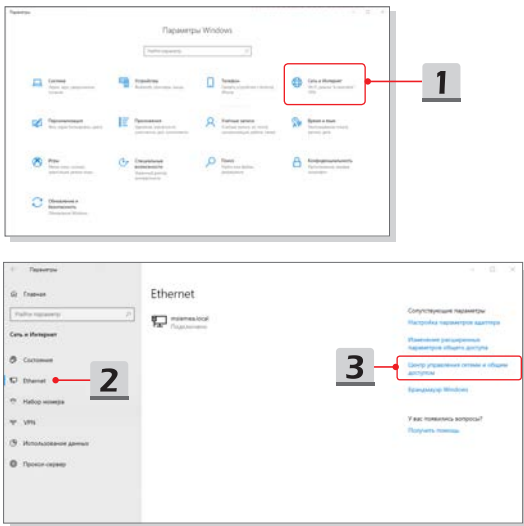 Параметры
Параметры Windows
Найти параметр
Система
Устройства
Телефон
Сеть и Интернет
1
Персонализация
Приложения
Учетные записи
Время и язык
Игры
Специальные
возможности
Поиск
Конфиденциальность
Обновление и
безопасность
Параметры
Главная
Найти параметр
Сеть и Интернет
Состояние
Ethernet
Набор номера
VPN
Использование данных
Прокси-сервер
2
Ethernet
msiemea.local
Подключено
Сопутствующие параметры
Настройка параметров адаптера
Изменение расширенных
параметров общего доступа
3
Центр управления сетями и общим
доступом
Брандмауэр Windows
У вас появились вопросы?
Получить помощь